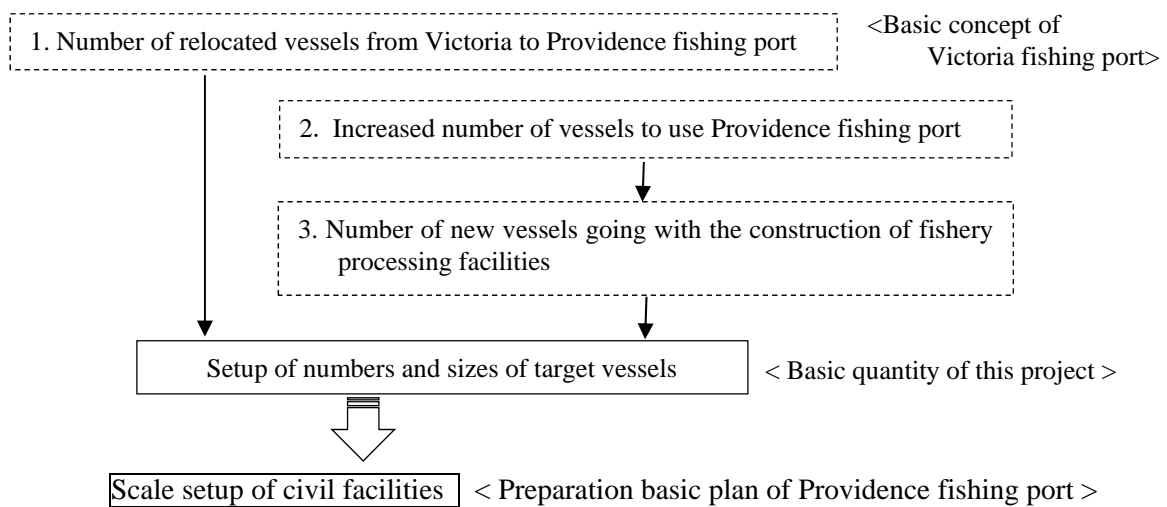 1. Number of relocated vessels from Victoria to Providence fishing port
<Basic concept of
Victoria fishing port>
2. Increased number of vessels to use Providence fishing port
3. Number of new vessels going with the construction of fishery
processing facilities
Setup of numbers and sizes of target vessels
< Basic quantity of this project >
Scale setup of civil facilities
< Preparation basic plan of Providence fishing port >